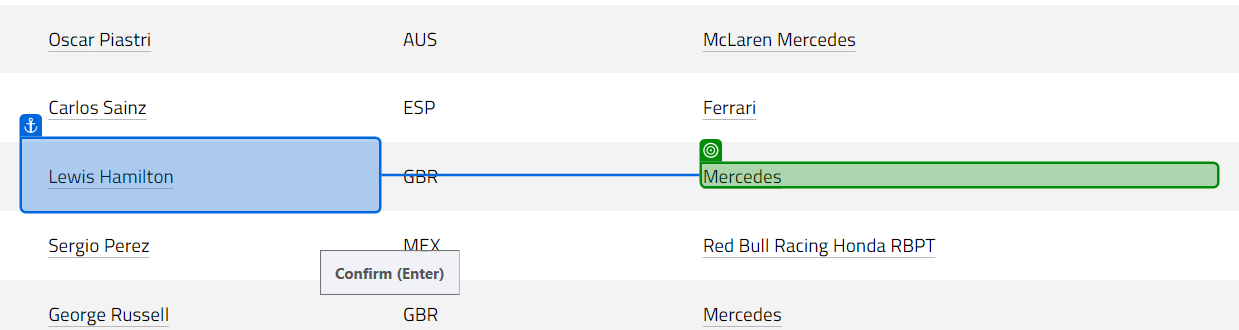 Oscar Piastri AUS McLaren Mercedes
Carlos Sainz ESP Ferrari
Lewis Hamilton GBR Mercedes
Sergio Perez MEX Red Bull Racing Honda RBPT
Confirm (Enter)
George Russell GBR Mercedes